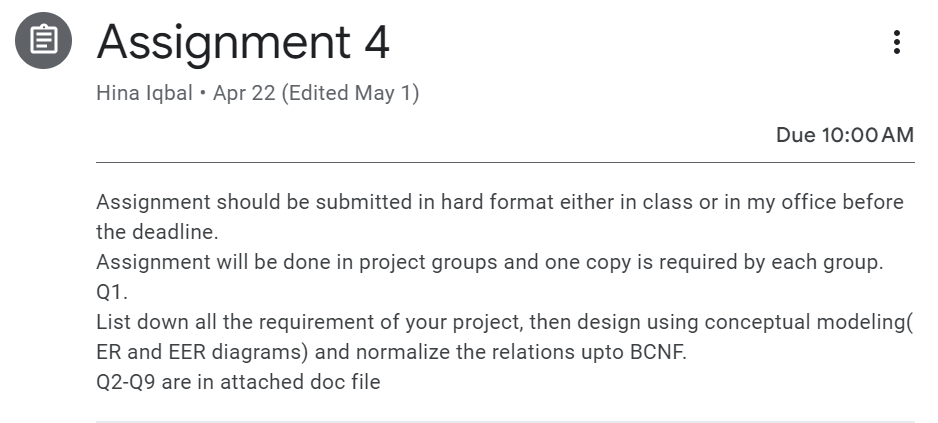 Assignment 4
Hina Iqbal • Apr 22 (Edited May 1)
Due 10:00 AM
Assignment should be submitted in hard format either in class or in my office before
the deadline.
Assignment will be done in project groups and one copy is required by each group.
Q1.
List down all the requirement of your project, then design using conceptual modeling(
ER and EER diagrams) and normalize the relations upto BCNF.
Q2-Q9 are in attached doc file